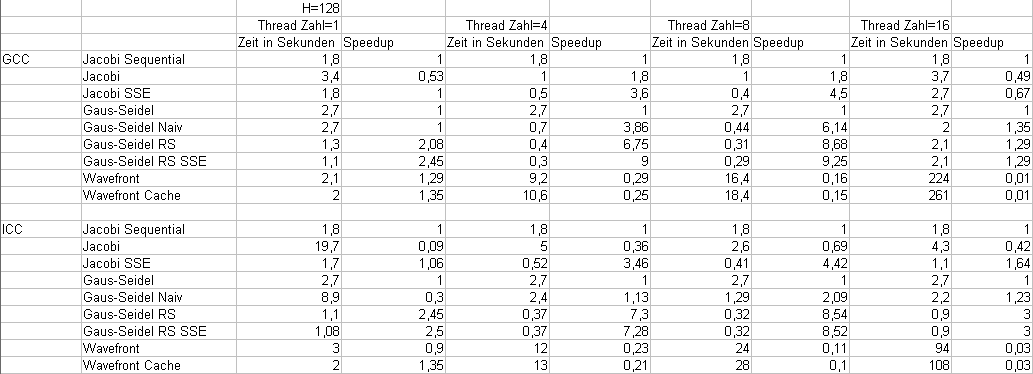 H=128
Thread Zahl=1 Thread Zahl=4 Thread Zahl=8 Thread Zahl=16
Zeit in Sekunden Speedup Zeit in Sekunden Speedup Zeit in Sekunden Speedup Zeit in Sekunden Speedup
GCC Jacobi Sequential 1,8 1 1,8 1 1,8 1 1,8 1
Jacobi 3,4 0,53 1 1,8 1 1,8 3,7 0,49
Jacobi SSE 1,8 1 0,5 3,6 0,4 4,5 2,7 0,67
Gaus-Seidel 2,7 1 2,7 1 2,7 1 2,7 1
Gaus-Seidel Naiv 2,7 1 0,7 3,86 0,44 6,14 2 1,35
Gaus-Seidel RS 1,3 2,08 0,4 6,75 0,31 8,68 2,1 1,29
Gaus-Seidel RS SSE 1,1 2,45 0,3 9 0,29 9,25 2,1 1,29
Wavefront 2,1 1,29 9,2 0,29 16,4 0,16 224 0,01
Wavefront Cache 2 1,35 10,6 0,25 18,4 0,15 261 0,01
ICC Jacobi Sequential 1,8 1 1,8 1 1,8 1 1,8 1
Jacobi 19,7 0,09 5 0,36 2,6 0,69 4,3 0,42
Jacobi SSE 1,7 1,06 0,52 3,46 0,41 4,42 1,1 1,64
Gaus-Seidel 2,7 1 2,7 1 2,7 1 2,7 1
Gaus-Seidel Naiv 8,9 0,3 2,4 1,13 1,29 2,09 2,2 1,23
Gaus-Seidel RS 1,1 2,45 0,37 7,3 0,32 8,54 0,9 3
Gaus-Seidel RS SSE 1,08 2,5 0,37 7,28 0,32 8,52 0,9 3
Wavefront 3 0,9 12 0,23 24 0,11 94 0,03
Wavefront Cache 2 1,35 13 0,21 28 0,1 108 0,03